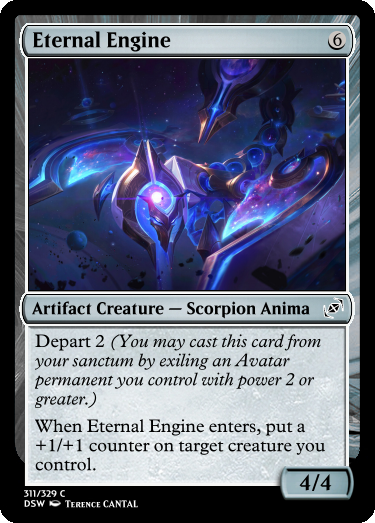 Eternal Engine 6
Artifact Creature — Scorpion Anima
Depart 2 (You may cast this card from
your sanctum by exiling an Avatar
permanent you control with power 2 or
greater.)
When Eternal Engine enters, put a
+1/+1 counter on target creature you
control.
4/4
311/329 C
DSW Terence CANTAL